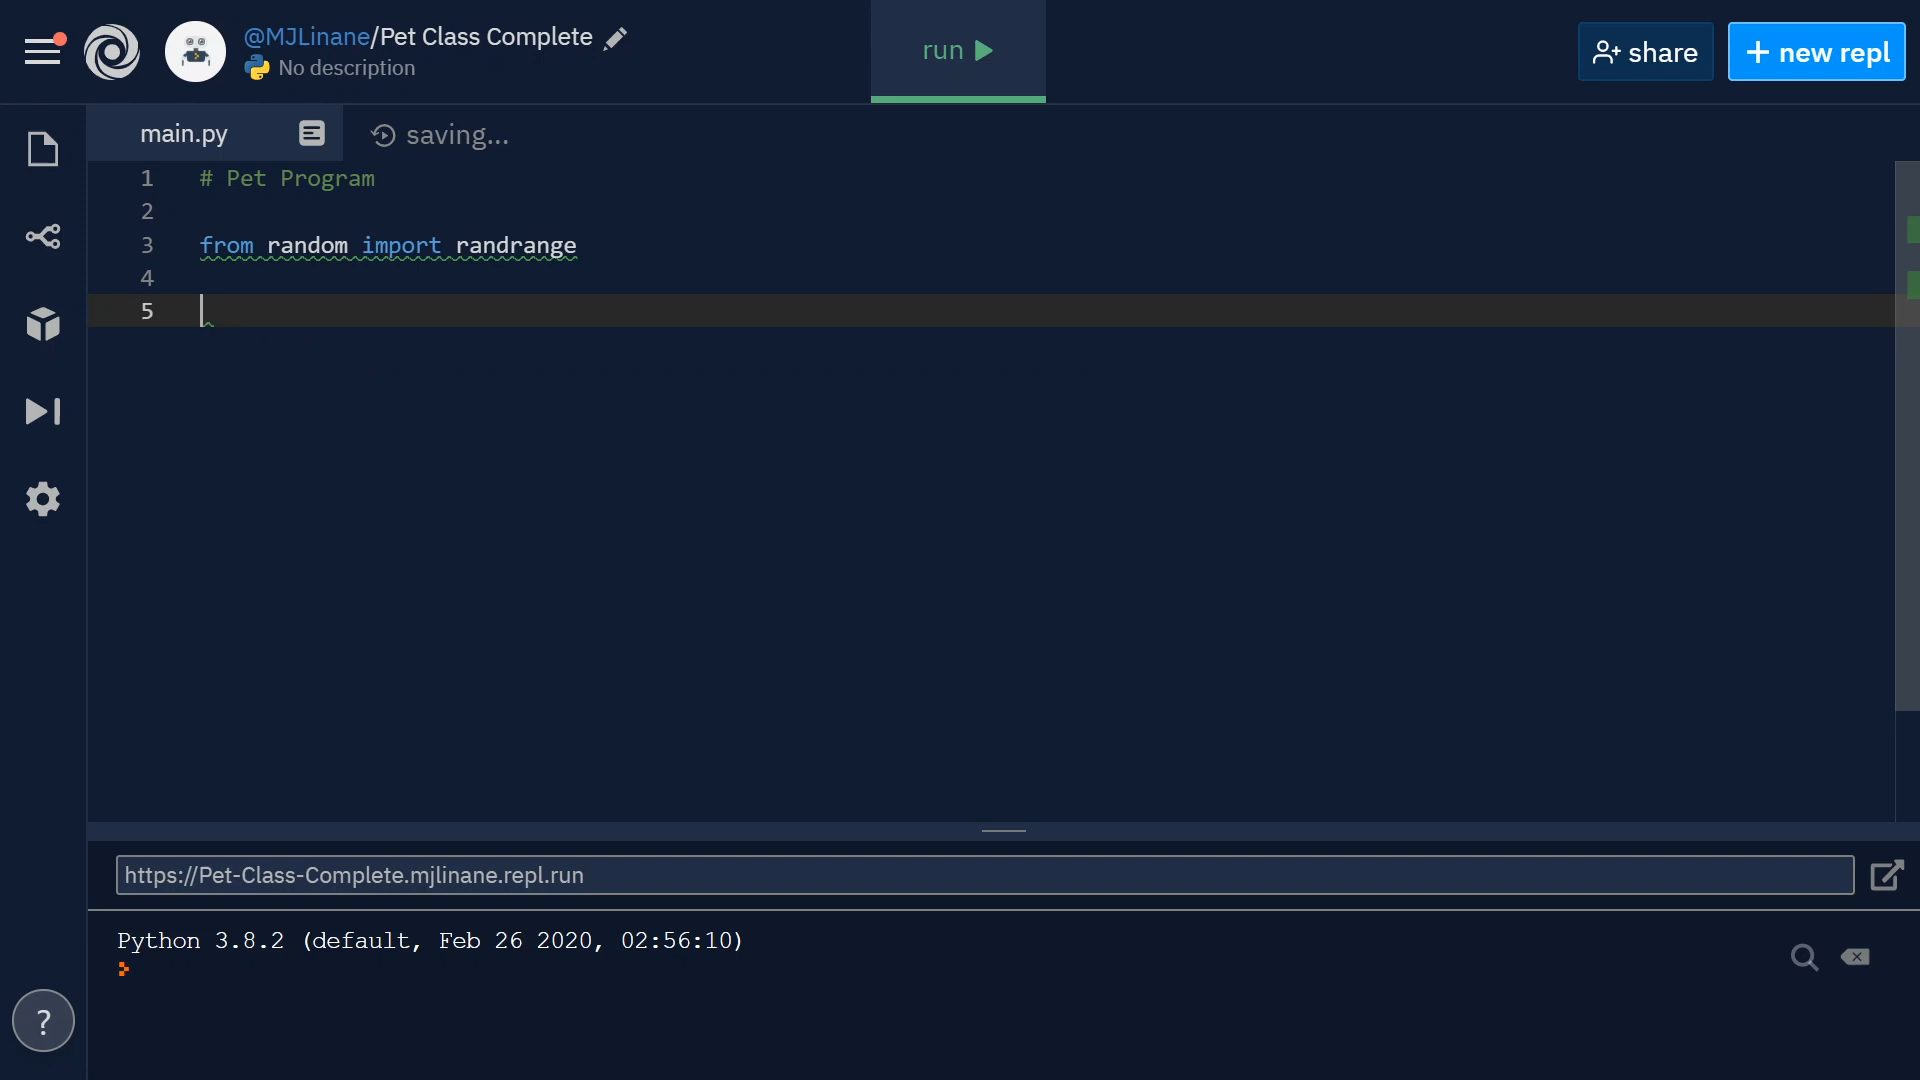 @MJLinane/Pet Class Complete
No description
run
share
+ new repl
main.py
saving...
1 # Pet Program
2
3 from random import randrange
4
5
https://Pet-Class-Complete.mjlinane.repl.run
Python 3.8.2 (default, Feb 26 2020, 02:56:10)
?